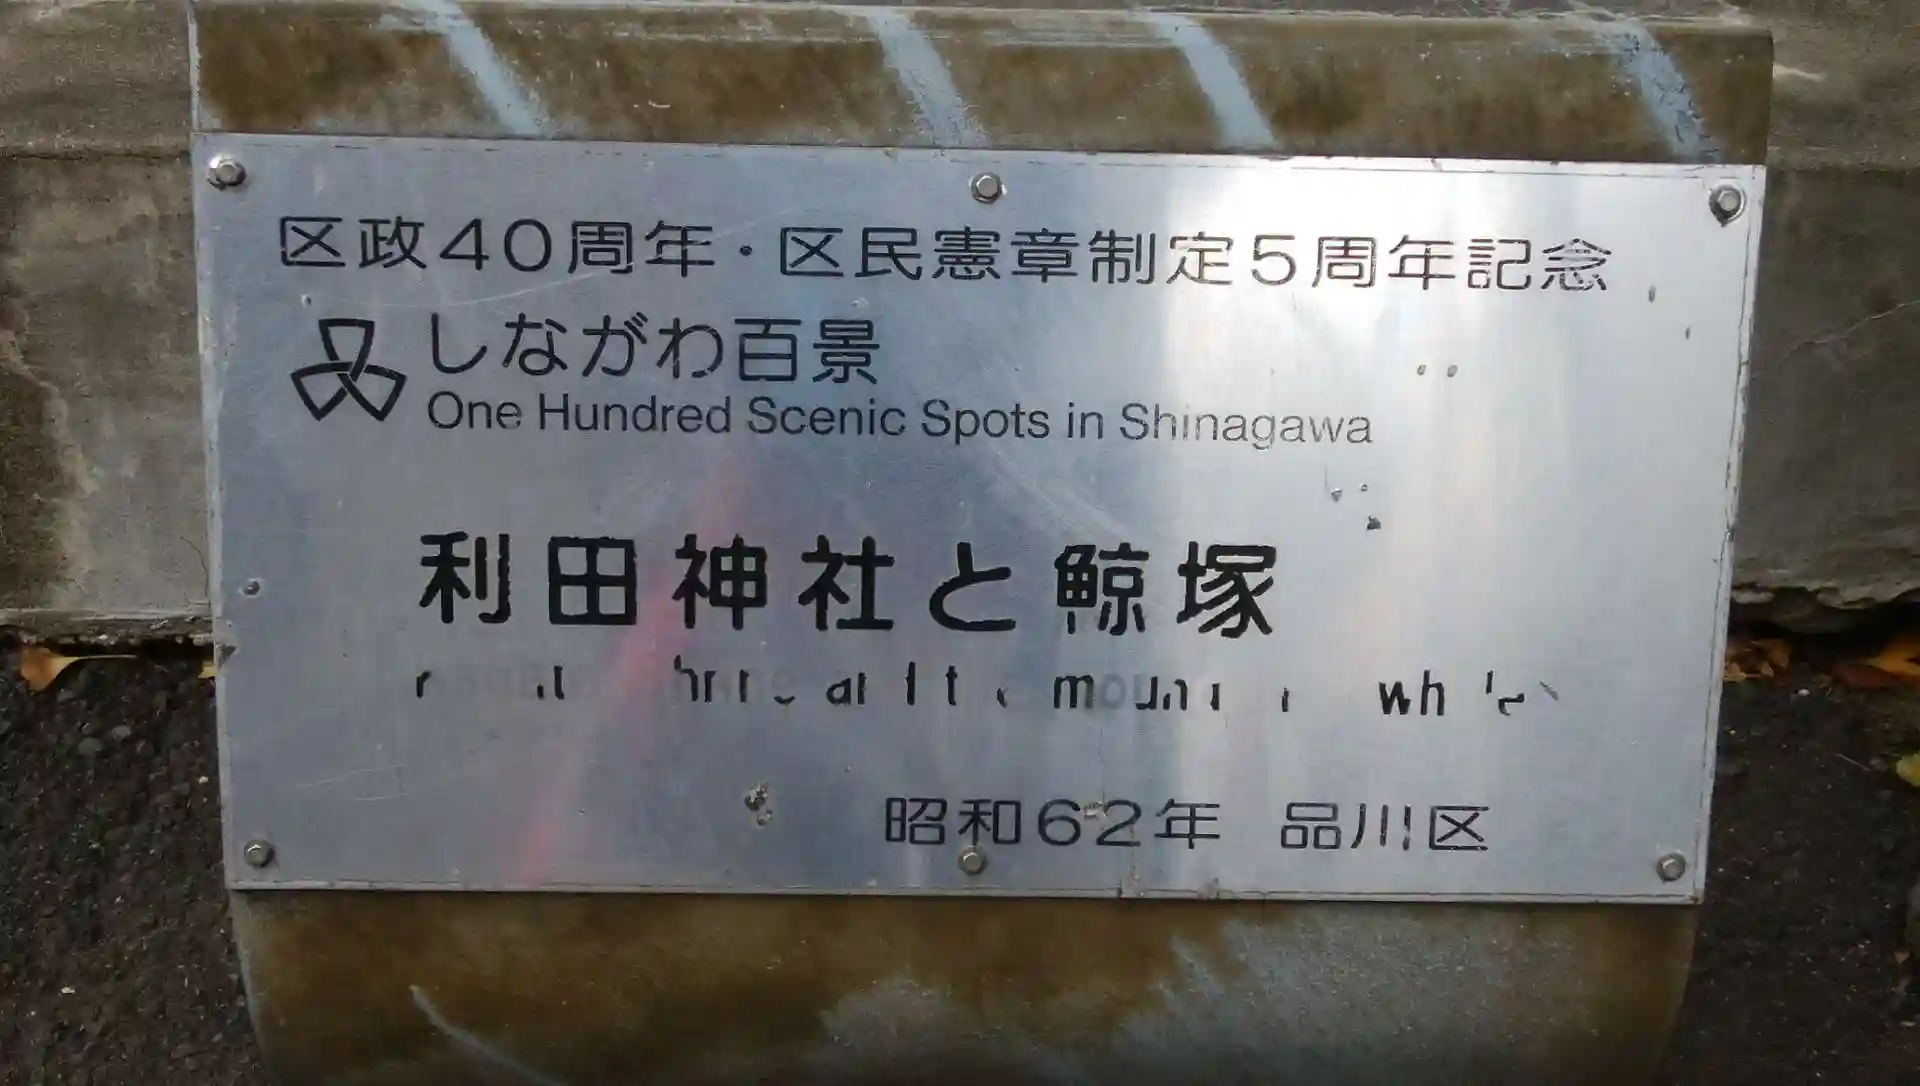 区政40周年・区民憲章制定5周年記念
しながわ百景
One Hundred Scenic Spots in Shinagawa
利田神社と鯨塚
昭和62年 品川区